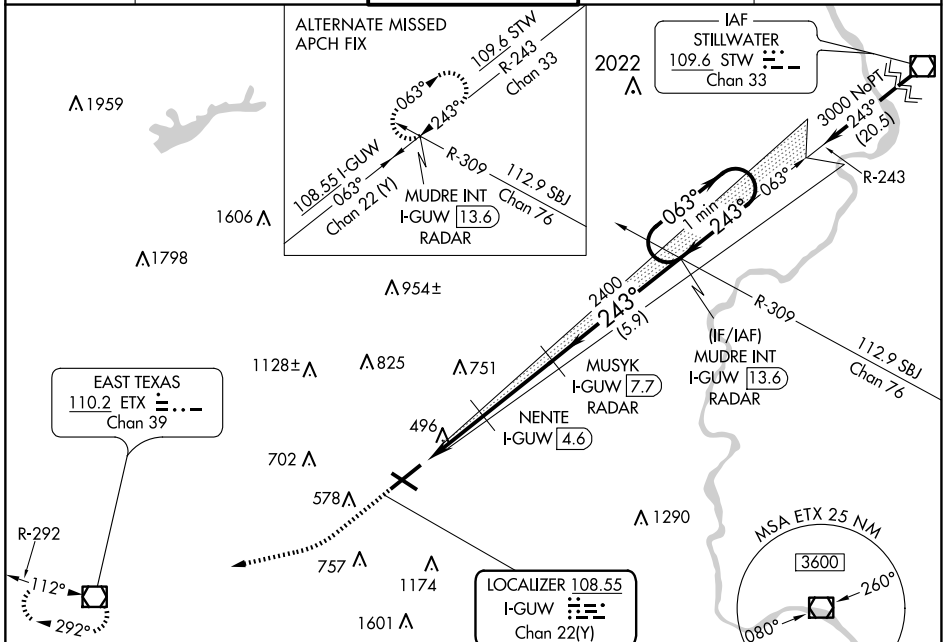 ALTERNATE MISSED
APCH FIX
109.6 STW
R-243
Chan 33
063°
243°
108.55 I-GUW
063°
Chan 22 (Y)
R-309
112.9 SBJ
Chan 76
MUDRE INT
I-GUW 13.6
RADAR
2022
IAF
STILLWATER
109.6 STW
Chan 33
3000 NoPT
243°
(20.5)
R-243
1959
1606
1798
063°
1 min
243°
063°
954±
2400
243°
(5.9)
R-309
112.9 SBJ
Chan 76
(IF/IAF)
MUDRE INT
I-GUW 13.6
RADAR
1128±
825
751
MUSYK
I-GUW 7.7
RADAR
NENTE
I-GUW 4.6
EAST TEXAS
110.2 ETX
Chan 39
496
702
578
1290
R-292
112°
292°
757
1174
1601
LOCALIZER 108.55
I-GUW
Chan 22(Y)
MSA ETX 25 NM
3600
260°
080°